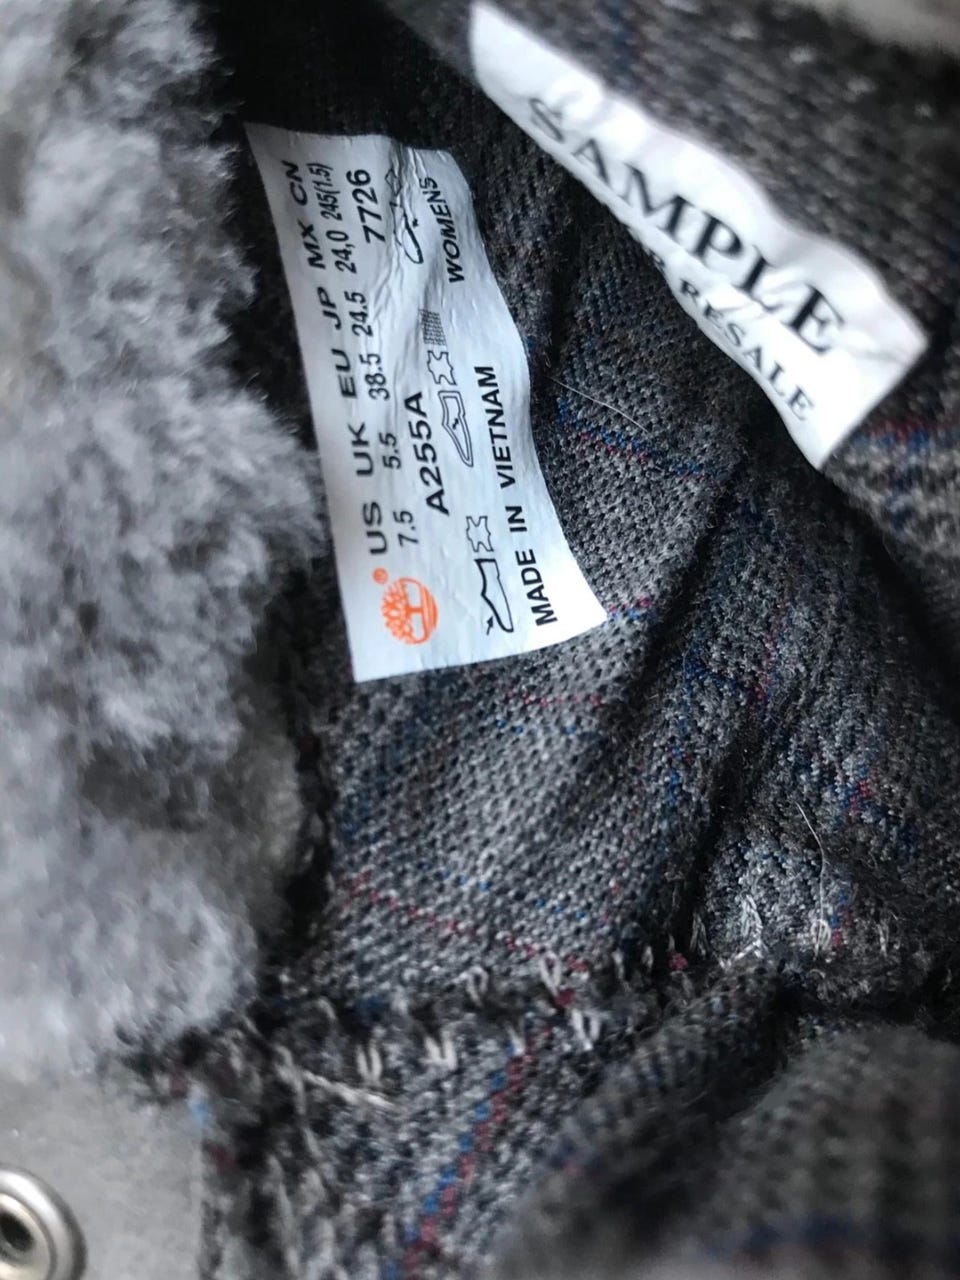 US UK EU JP MX CN
7.5 5.5 38.5 24.5 24,0 245(1.5)
A255A 7726
WOMENS
MADE IN VIETNAM
SAMPLE
RESALE